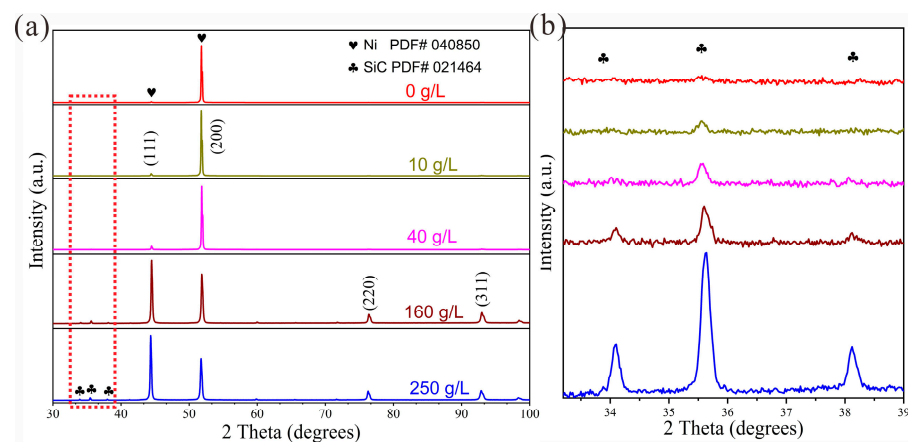 (a)
♥ Ni PDF# 040850
♣ SiC PDF# 021464
0 g/L
(111)
(200)
10 g/L
40 g/L
(220)
(311)
160 g/L
250 g/L
Intensity (a.u.)
30 40 50 60 70 80 90 100
2 Theta (degrees)
(b)
Intensity (a.u.)
34 35 36 37 38
2 Theta (degrees)